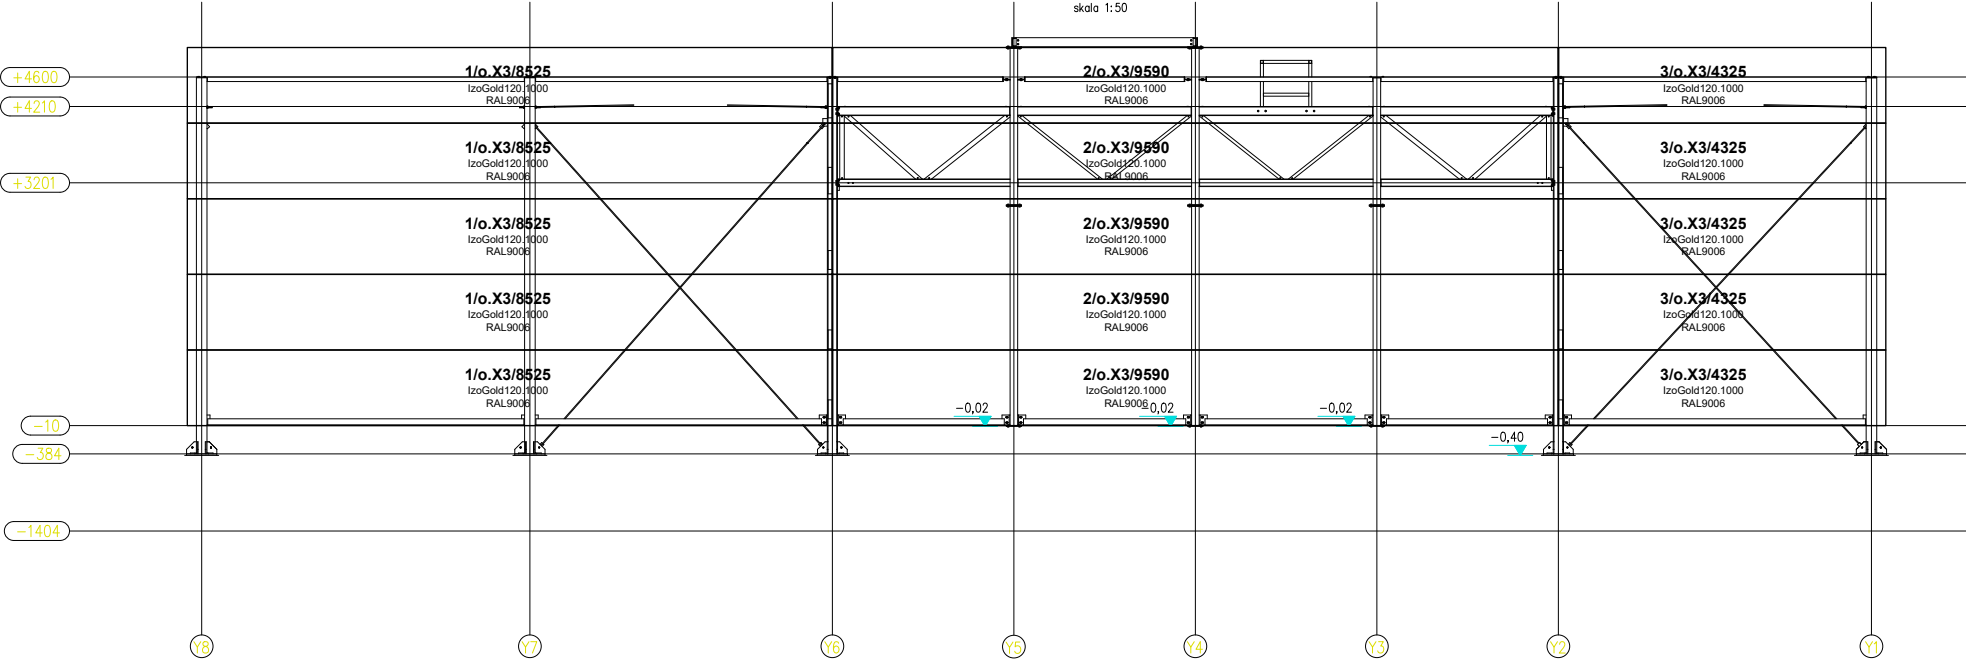 skala 1:50
+4600
1/o.X3/8525
IzoGold120.1000
RAL9006
2/o.X3/9590
IzoGold120.1000
RAL9006
3/o.X3/4325
IzoGold120.1000
RAL9006
+4210
1/o.X3/8525
IzoGold120.1000
RAL9006
2/o.X3/9590
IzoGold120.1000
RAL9006
3/o.X3/4325
IzoGold120.1000
RAL9006
+3201
1/o.X3/8525
IzoGold120.1000
RAL9006
2/o.X3/9590
IzoGold120.1000
RAL9006
3/o.X3/4325
IzoGold120.1000
RAL9006
1/o.X3/8525
IzoGold120.1000
RAL9006
2/o.X3/9590
IzoGold120.1000
RAL9006
3/o.X3/4325
IzoGold120.1000
RAL9006
1/o.X3/8525
IzoGold120.1000
RAL9006
2/o.X3/9590
IzoGold120.1000
RAL9006
3/o.X3/4325
IzoGold120.1000
RAL9006
-0,02
-0,02
-0,02
-10
-0,40
-384
-1404
Y8
Y7
Y6
Y5
Y4
Y3
Y2
Y1